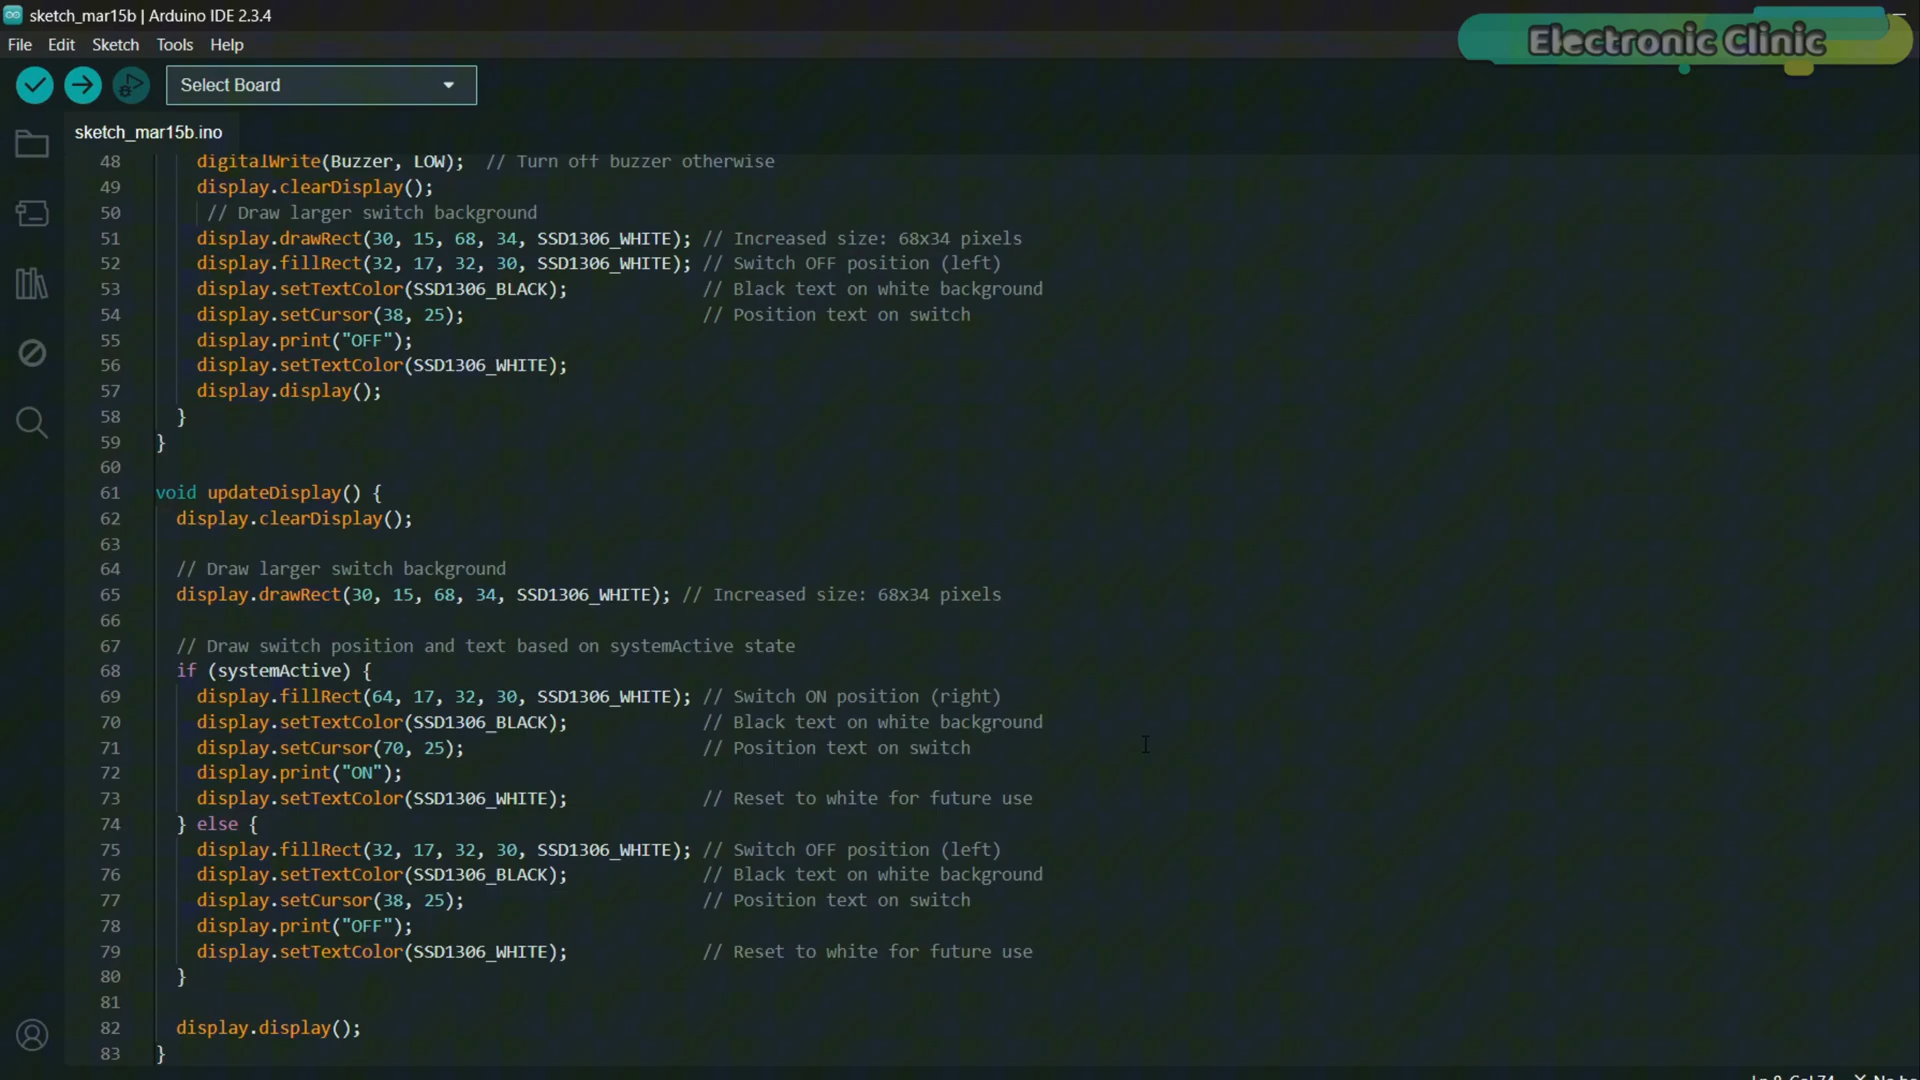 sketch_mar15b | Arduino IDE 2.3.4
Electronic Clinic
File Edit Sketch Tools Help
Select Board
sketch_mar15b.ino
48 digitalWrite(Buzzer, LOW); // Turn off buzzer otherwise
49 display.clearDisplay();
50 // Draw larger switch background
51 display.drawRect(30, 15, 68, 34, SSD1306_WHITE); // Increased size: 68x34 pixels
52 display.fillRect(32, 17, 32, 30, SSD1306_WHITE); // Switch OFF position (left)
53 display.setTextColor(SSD1306_BLACK); // Black text on white background
54 display.setCursor(38, 25); // Position text on switch
55 display.print("OFF");
56 display.setTextColor(SSD1306_WHITE);
57 display.display();
58 }
59 }
60
61 void updateDisplay() {
62 display.clearDisplay();
63
64 // Draw larger switch background
65 display.drawRect(30, 15, 68, 34, SSD1306_WHITE); // Increased size: 68x34 pixels
66
67 // Draw switch position and text based on systemActive state
68 if (systemActive) {
69 display.fillRect(64, 17, 32, 30, SSD1306_WHITE); // Switch ON position (right)
70 display.setTextColor(SSD1306_BLACK); // Black text on white background
71 display.setCursor(70, 25); // Position text on switch
72 display.print("ON");
73 display.setTextColor(SSD1306_WHITE); // Reset to white for future use
74 } else {
75 display.fillRect(32, 17, 32, 30, SSD1306_WHITE); // Switch OFF position (left)
76 display.setTextColor(SSD1306_BLACK); // Black text on white background
77 display.setCursor(38, 25); // Position text on switch
78 display.print("OFF");
79 display.setTextColor(SSD1306_WHITE); // Reset to white for future use
80 }
81
82 display.display();
83 }